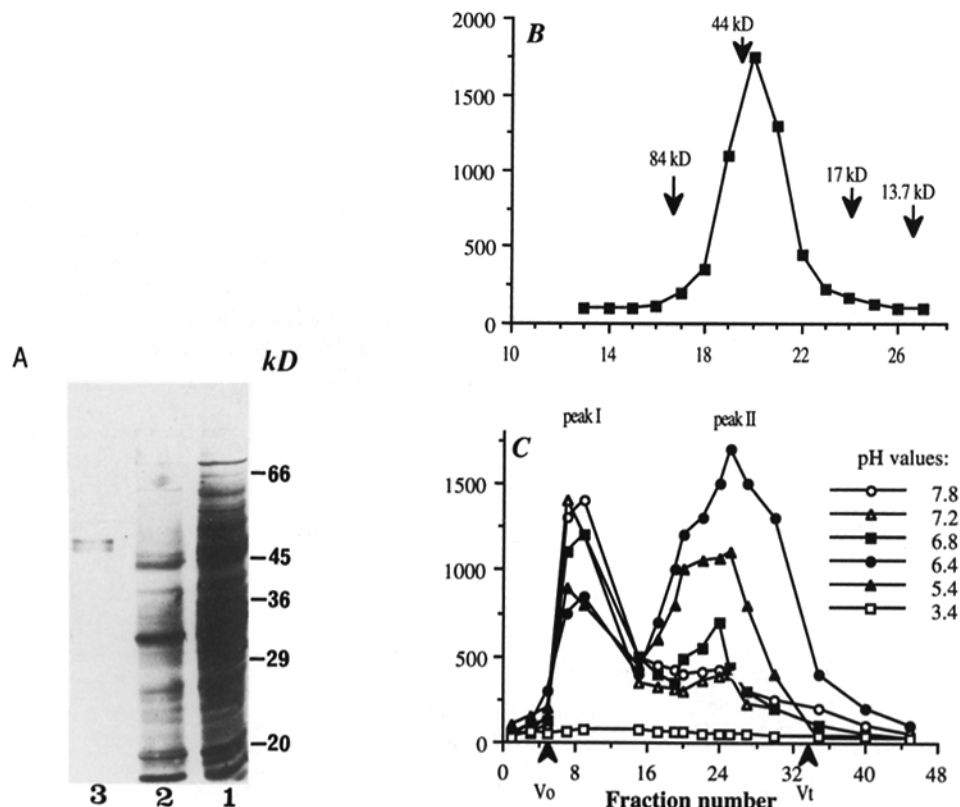 A
kD
66
45
36
29
20
3 2 1
B
2000
1500
1000
500
0
10 14 18 22 26
84 kD
44 kD
17 kD
13.7 kD
C
peak I
peak II
1500
1000
500
0
0 8 16 24 32 40 48
Vo
Vt
Fraction number
pH values:
7.8
7.2
6.8
6.4
5.4
3.4